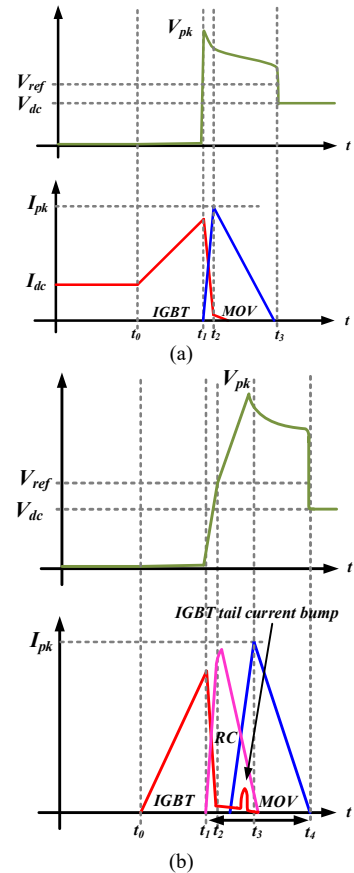 V_pk
V_ref
V_dc
t
I_pk
I_dc
IGBT
MOV
t_0
t_1
t_2
t_3
t
(a)
V_pk
V_ref
V_dc
t
IGBT tail current bump
I_pk
RC
IGBT
MOV
t
t_0
t_1
t_2
t_3
t_4
(b)